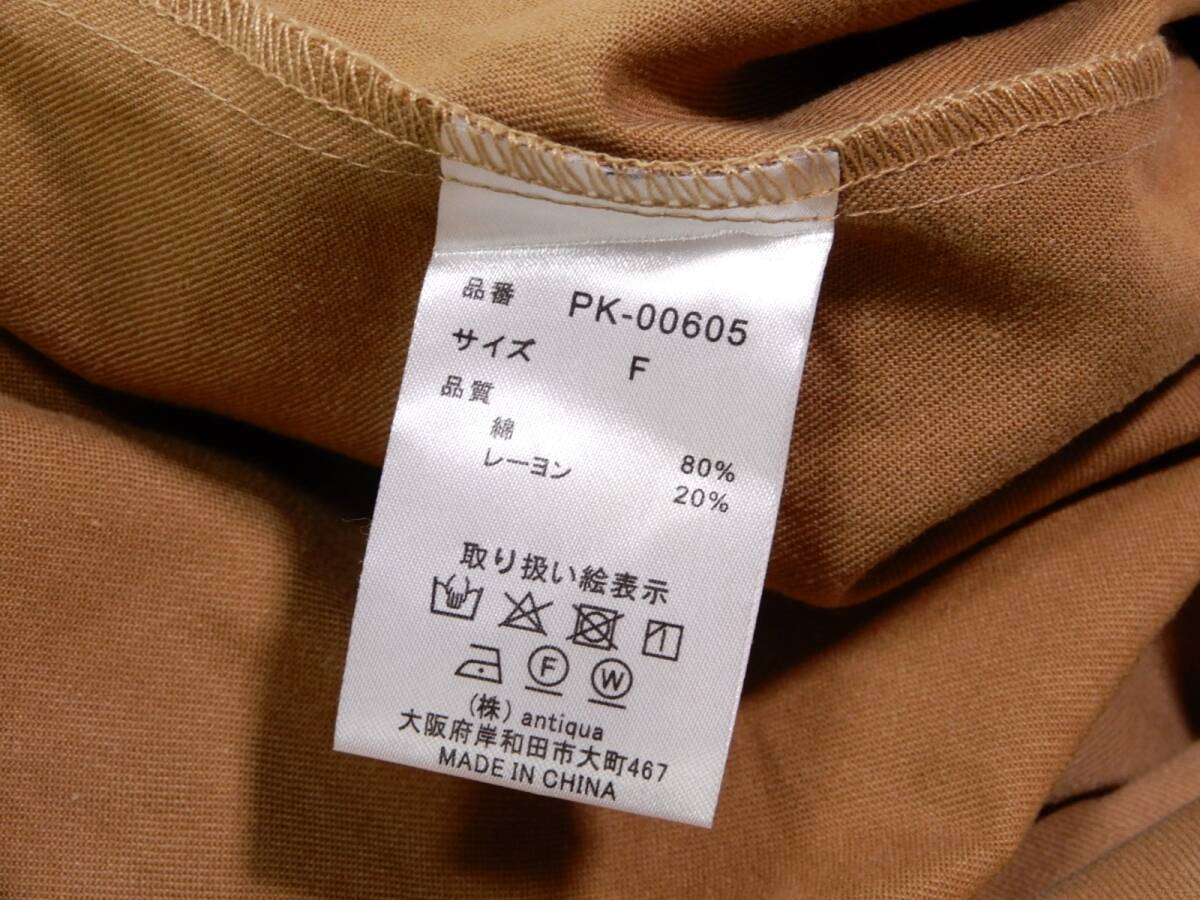 品番 PK-00605
サイズ F
品質
綿 80%
レーヨン 20%
取り扱い絵表示
1
F W
(株) antiqua
大阪府岸和田市大町467
MADE IN CHINA